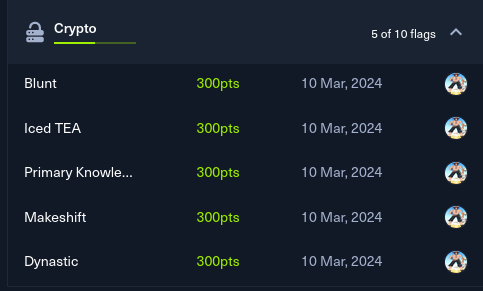 Crypto 5 of 10 flags
Blunt 300pts 10 Mar, 2024
Iced TEA 300pts 10 Mar, 2024
Primary Knowle... 300pts 10 Mar, 2024
Makeshift 300pts 10 Mar, 2024
Dynastic 300pts 10 Mar, 2024